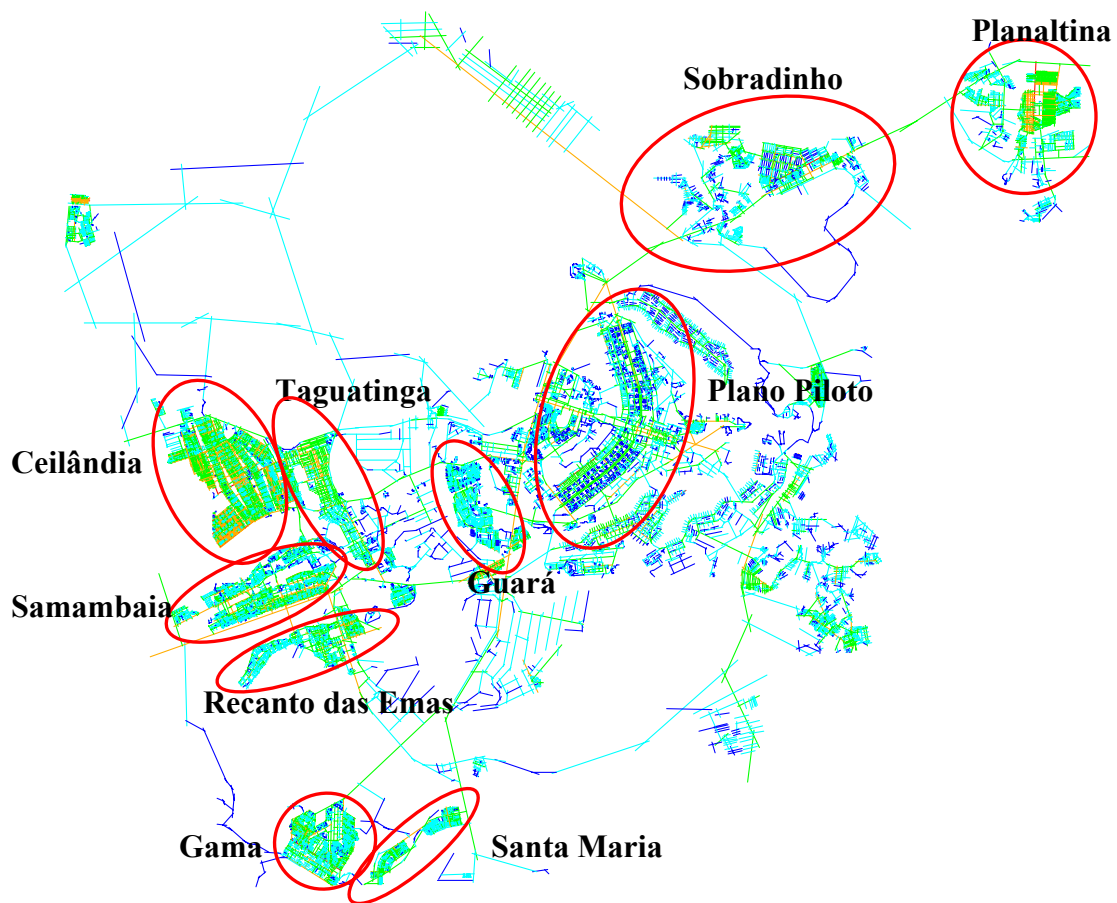 Planaltina
Sobradinho
Taguatinga
Plano Piloto
Ceilândia
Guará
Samambaia
Recanto das Emas
Gama
Santa Maria